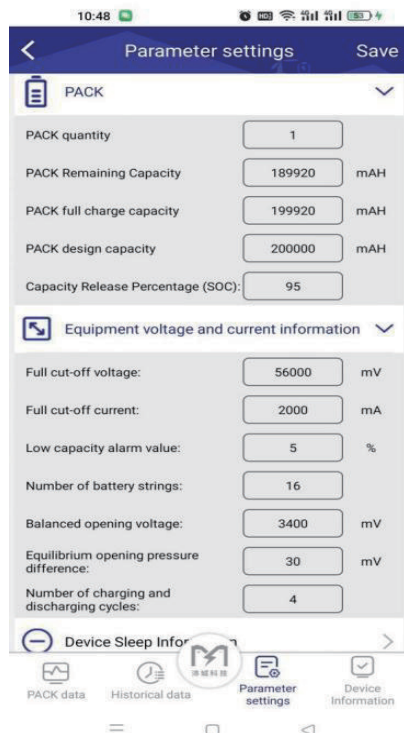 10:48
Parameter settings
Save
PACK
PACK quantity
1
PACK Remaining Capacity
189920
mAH
PACK full charge capacity
199920
mAH
PACK design capacity
200000
mAH
Capacity Release Percentage (SOC):
95
Equipment voltage and current information
Full cut-off voltage:
56000
mV
Full cut-off current:
2000
mA
Low capacity alarm value:
5
%
Number of battery strings:
16
Balanced opening voltage:
3400
mV
Equilibrium opening pressure
difference:
30
mV
Number of charging and
discharging cycles:
4
Device Sleep
PACK data
Historical data
Parameter
settings
Device
Information